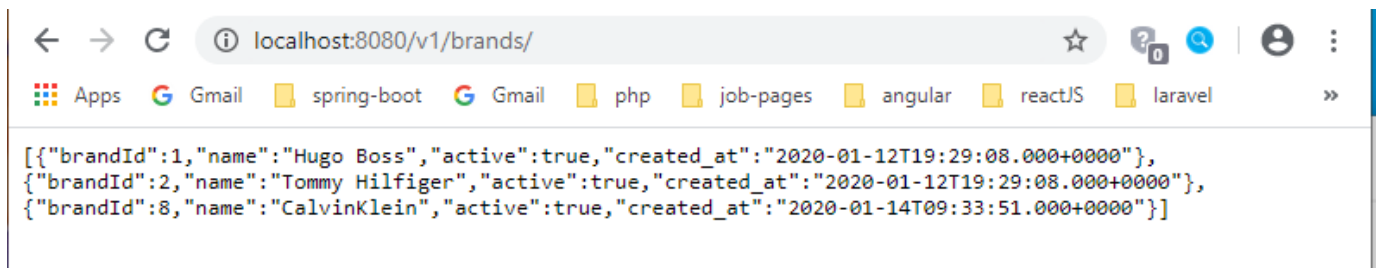 localhost:8080/v1/brands/
0
Apps G Gmail spring-boot G Gmail php job-pages angular reactJS laravel »
[{"brandId":1,"name":"Hugo Boss","active":true,"created_at":"2020-01-12T19:29:08.000+0000"},
{"brandId":2,"name":"Tommy Hilfiger","active":true,"created_at":"2020-01-12T19:29:08.000+0000"},
{"brandId":8,"name":"CalvinKlein","active":true,"created_at":"2020-01-14T09:33:51.000+0000"}]